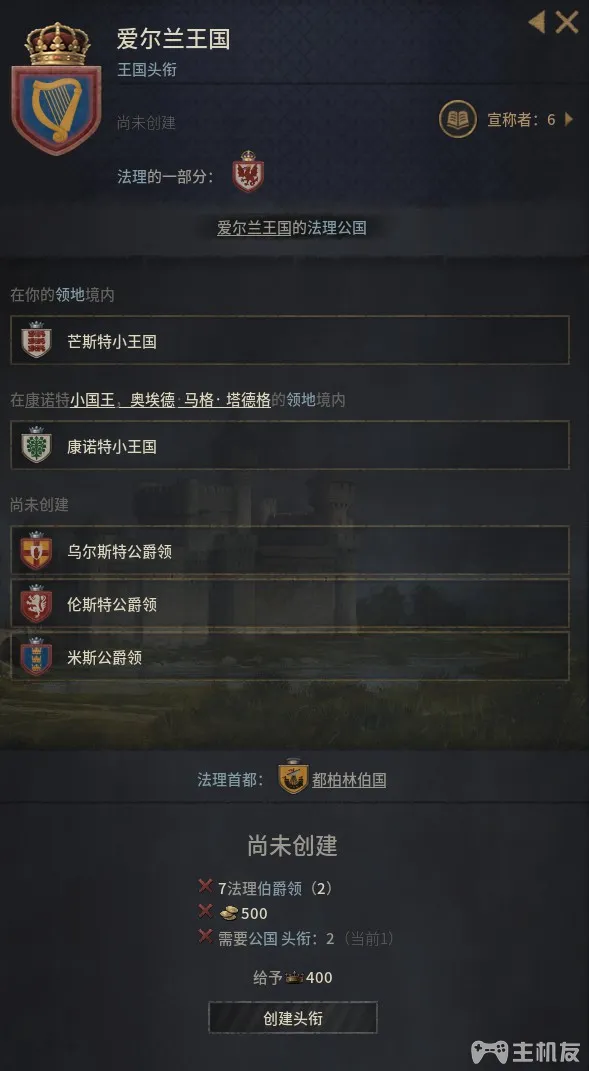 爱尔兰王国
王国头衔
尚未创建
宣称者：6
法理的一部分：
爱尔兰王国的法理公国
在你的领地境内
芒斯特小王国
在康诺特小国王，奥埃德·马格·塔德格的领地境内
康诺特小王国
尚未创建
乌尔斯特公爵领
伦斯特公爵领
米斯公爵领
法理首都：都柏林伯国
尚未创建
7法理伯爵领（2）
500
需要公国 头衔：2（当前1）
给予400
创建头衔
主机友